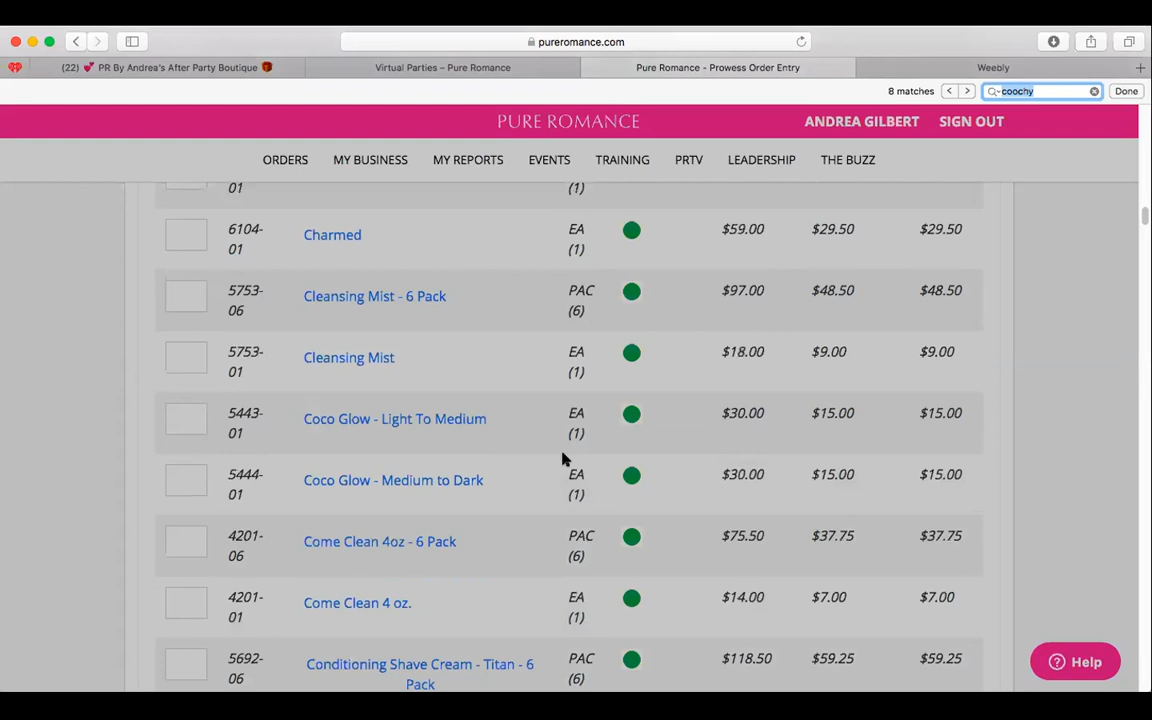 pureromance.com
(22) 💕 PR By Andrea's After Party Boutique 🎁 Virtual Parties – Pure Romance Pure Romance - Prowess Order Entry Weebly
8 matches coochy Done
PURE ROMANCE ANDREA GILBERT SIGN OUT
ORDERS MY BUSINESS MY REPORTS EVENTS TRAINING PRTV LEADERSHIP THE BUZZ
01 (1)
6104- Charmed EA $59.00 $29.50 $29.50
01 (1)
5753- Cleansing Mist - 6 Pack PAC $97.00 $48.50 $48.50
06 (6)
5753- Cleansing Mist EA $18.00 $9.00 $9.00
01 (1)
5443- Coco Glow - Light To Medium EA $30.00 $15.00 $15.00
01 (1)
5444- Coco Glow - Medium to Dark EA $30.00 $15.00 $15.00
01 (1)
4201- Come Clean 4oz - 6 Pack PAC $75.50 $37.75 $37.75
06 (6)
4201- Come Clean 4 oz. EA $14.00 $7.00 $7.00
01 (1)
5692- Conditioning Shave Cream - Titan - 6 PAC $118.50 $59.25 $59.25
06 Pack (6)
? Help